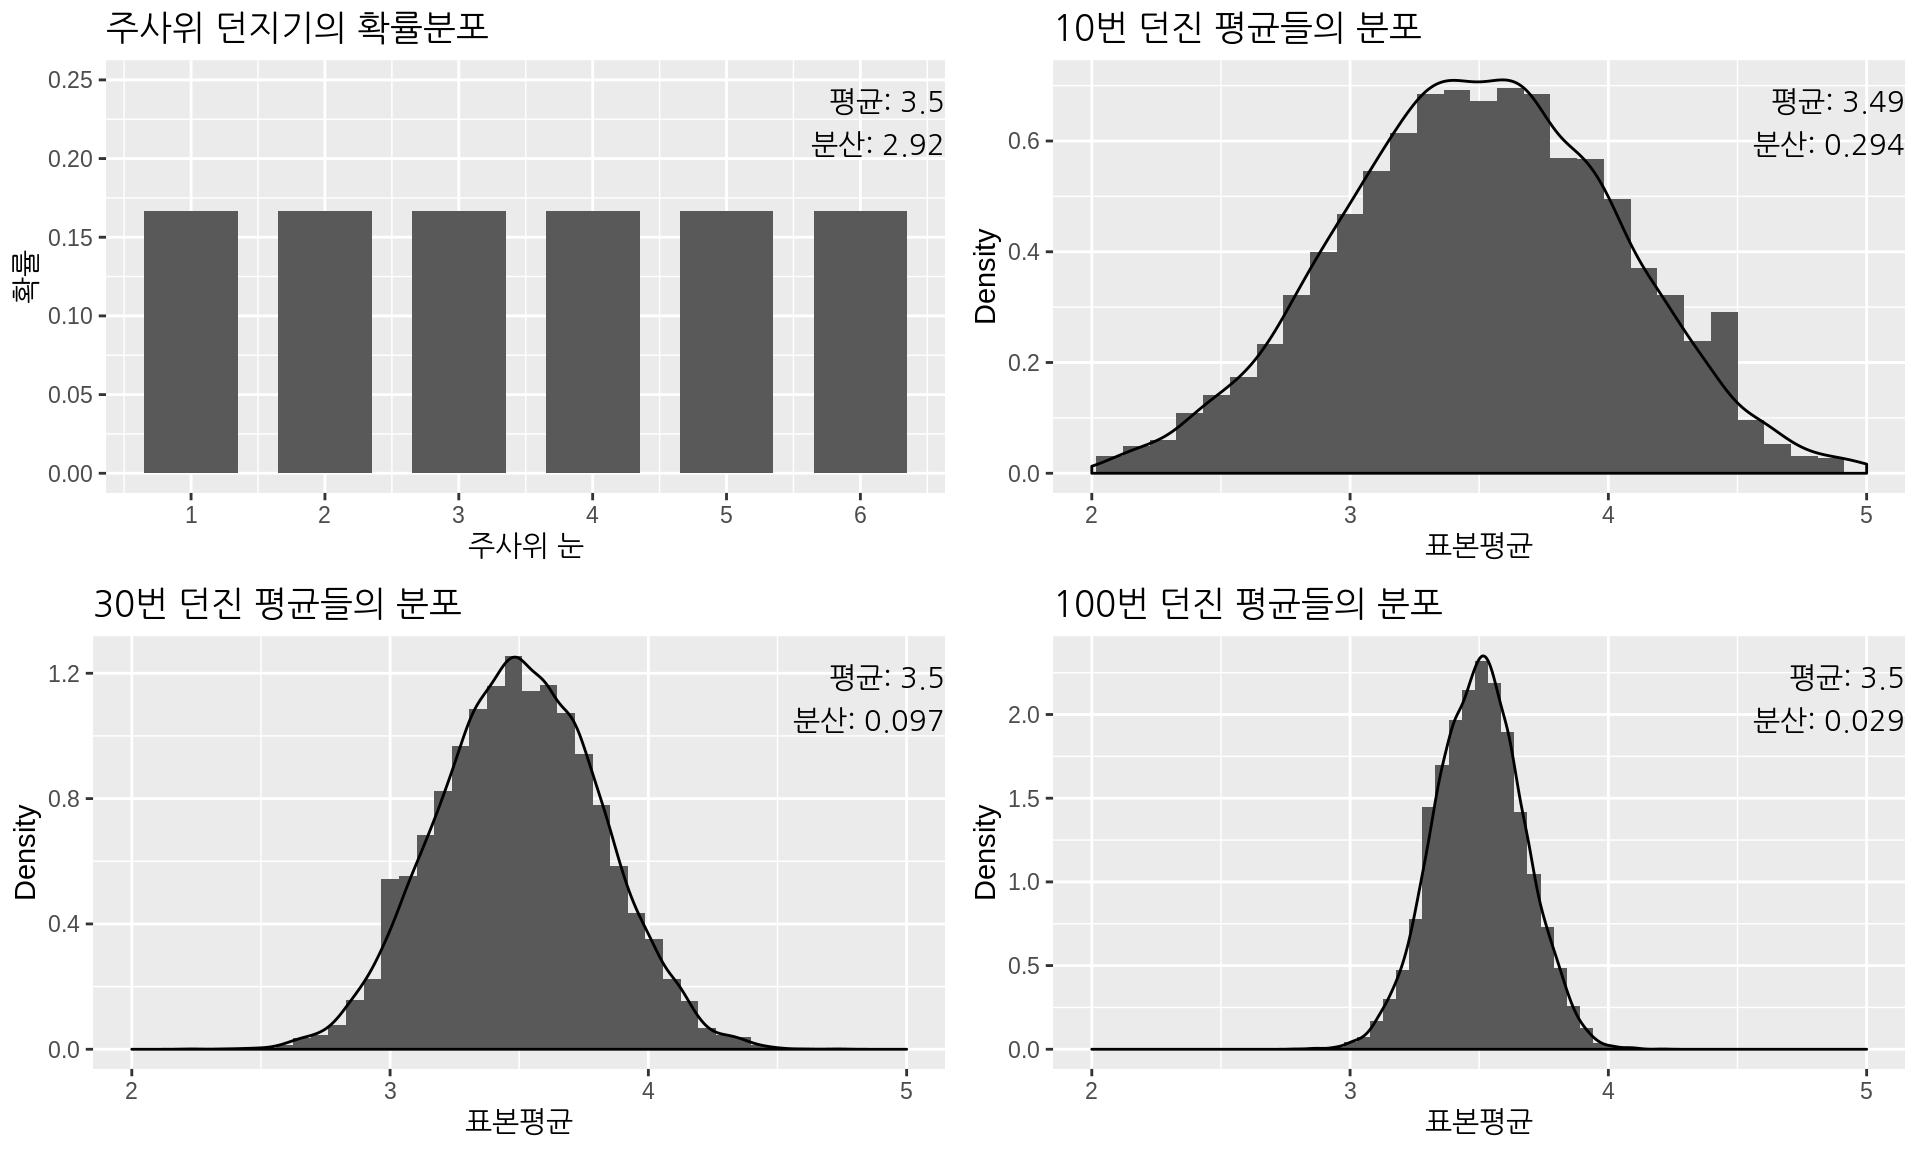 주사위 던지기의 확률분포
평균: 3.5
분산: 2.92
확률
0.25
0.20
0.15
0.10
0.05
0.00
1 2 3 4 5 6
주사위 눈
10번 던진 평균들의 분포
평균: 3.49
분산: 0.294
Density
0.6
0.4
0.2
0.0
2 3 4 5
표본평균
30번 던진 평균들의 분포
평균: 3.5
분산: 0.097
Density
1.2
0.8
0.4
0.0
2 3 4 5
표본평균
100번 던진 평균들의 분포
평균: 3.5
분산: 0.029
Density
2.0
1.5
1.0
0.5
0.0
2 3 4 5
표본평균